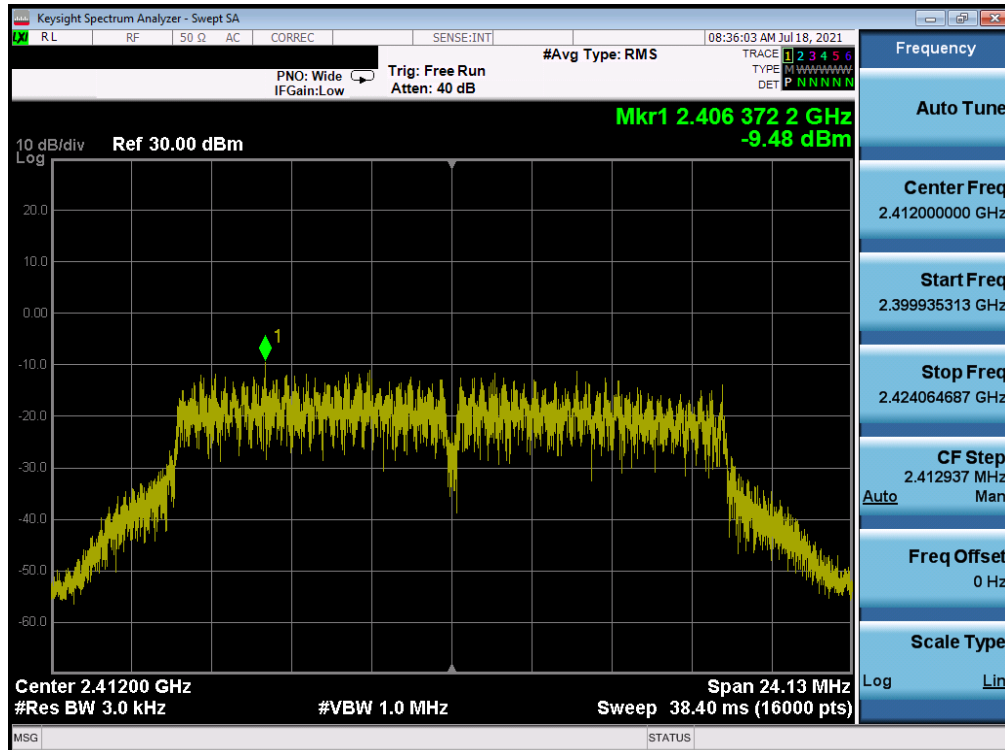 Keysight Spectrum Analyzer - Swept SA
LXI RL RF 50 Ω AC CORREC SENSE:INT 08:36:03 AM Jul 18, 2021
Frequency
#Avg Type: RMS
TRACE 1 2 3 4 5 6
PNO: Wide Trig: Free Run
TYPE M WWWWW
IFGain:Low Atten: 40 dB
DET P N N N N N
Auto Tune
Mkr1 2.406 372 2 GHz
-9.48 dBm
10 dB/div Ref 30.00 dBm
Log
20.0
10.0
0.00
-10.0
-20.0
-30.0
-40.0
-50.0
-60.0
1
Center 2.41200 GHz Span 24.13 MHz
#Res BW 3.0 kHz #VBW 1.0 MHz Sweep 38.40 ms (16000 pts)
Center Freq
2.412000000 GHz
Start Freq
2.399935313 GHz
Stop Freq
2.424064687 GHz
CF Step
2.412937 MHz
Auto Man
Freq Offset
0 Hz
Scale Type
Log Lin
MSG STATUS